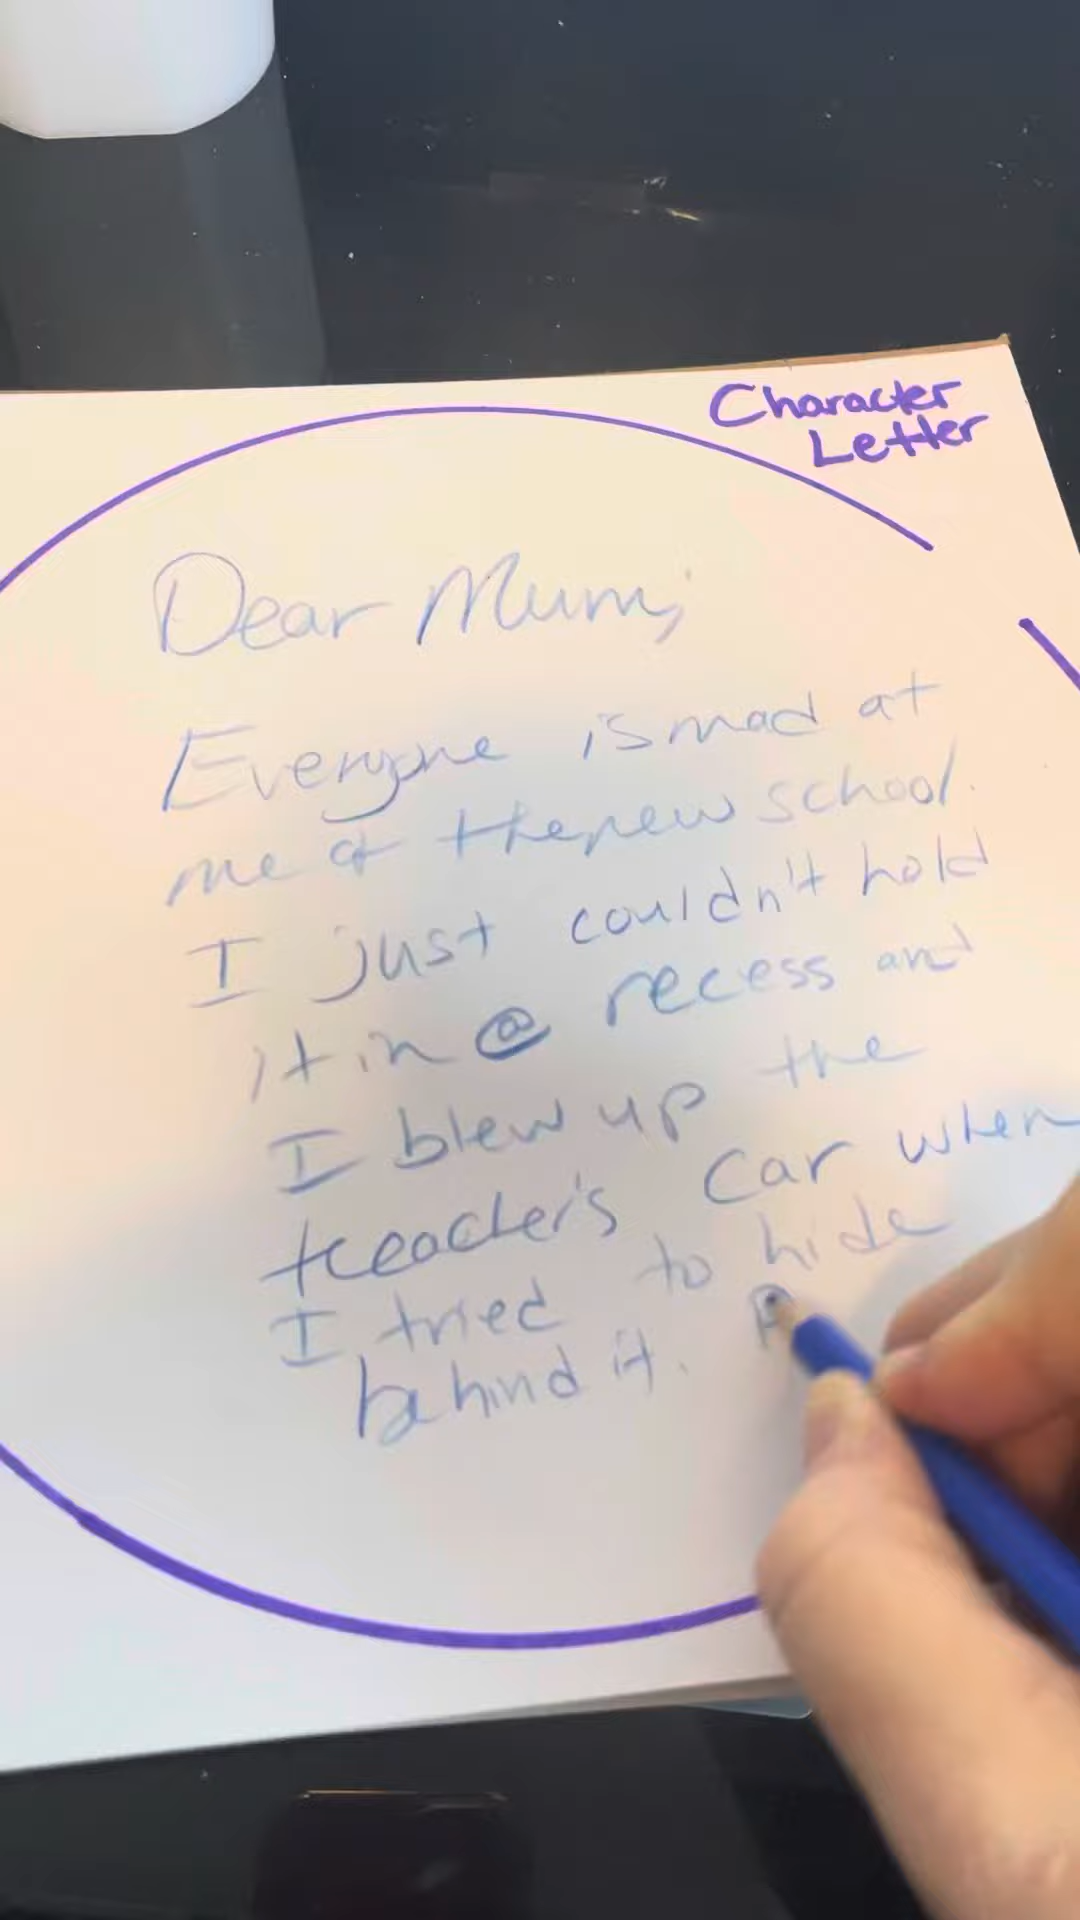 Character
Letter
Dear Mum,
Everyone is mad at
me at the new school.
I just couldn't hold
it in @ recess and
I blew up the
teacher's car when
I tried to hide
behind it.